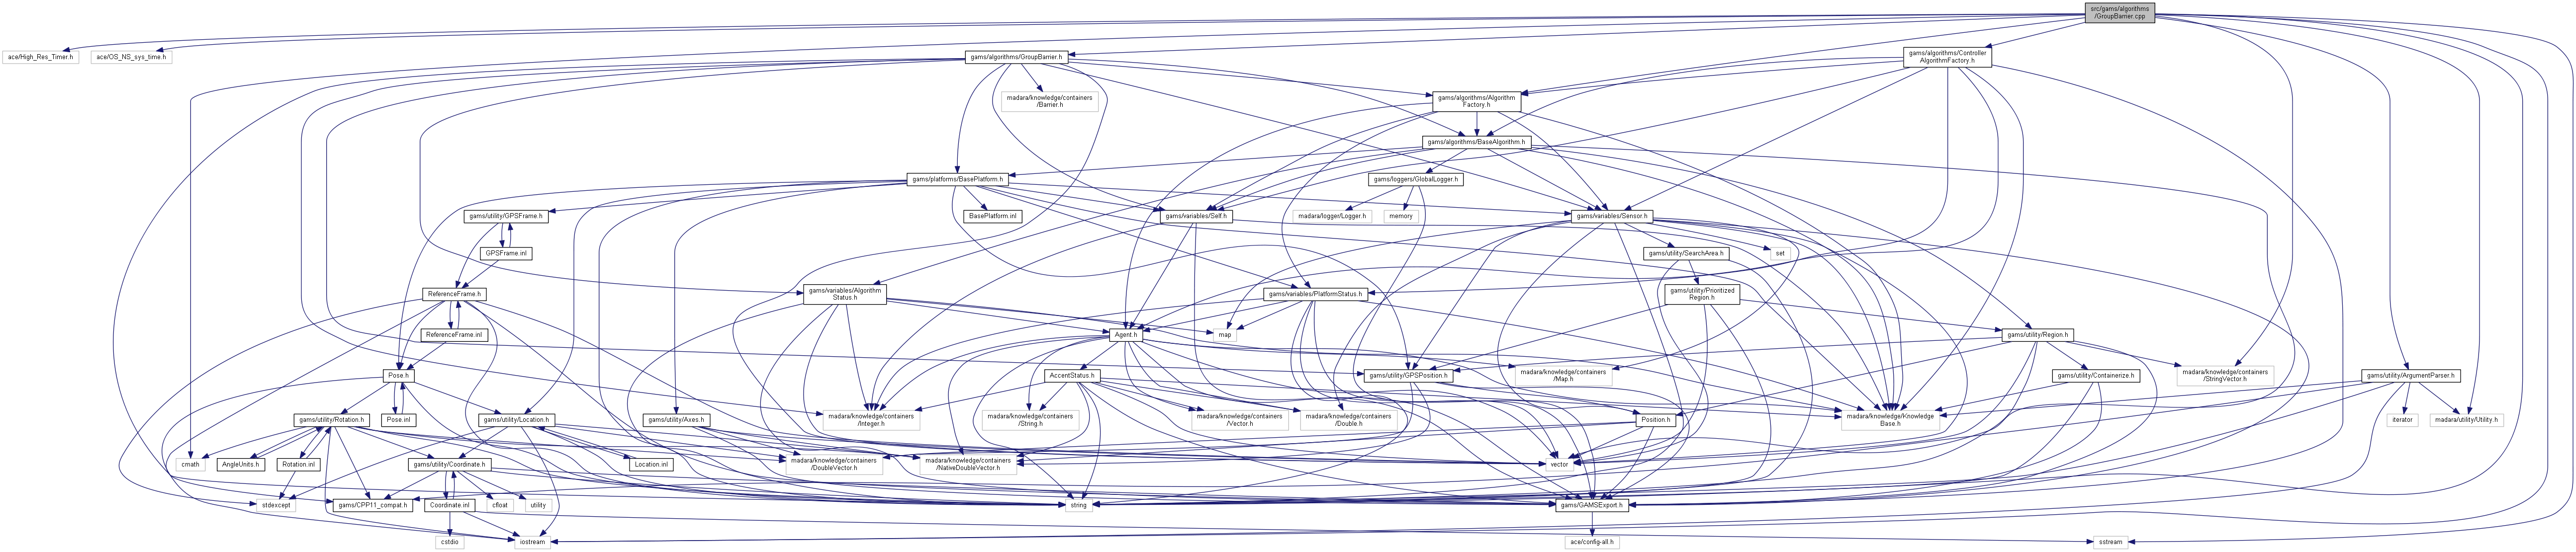 src/gams/algorithms
/GroupBarrier.cpp
ace/High_Res_Timer.h
ace/OS_NS_sys_time.h
gams/algorithms/GroupBarrier.h
gams/algorithms/Controller
AlgorithmFactory.h
madara/knowledge/containers
/Barrier.h
gams/algorithms/Algorithm
Factory.h
gams/algorithms/BaseAlgorithm.h
gams/platforms/BasePlatform.h
gams/loggers/GlobalLogger.h
gams/utility/GPSFrame.h
BasePlatform.inl
gams/variables/Self.h
madara/logger/Logger.h
memory
gams/variables/Sensor.h
GPSFrame.inl
gams/utility/SearchArea.h
set
ReferenceFrame.h
gams/variables/Algorithm
Status.h
gams/variables/PlatformStatus.h
gams/utility/Prioritized
Region.h
ReferenceFrame.inl
Agent.h
map
gams/utility/Region.h
Pose.h
AccentStatus.h
gams/utility/GPSPosition.h
madara/knowledge/containers
/Map.h
gams/utility/Containerize.h
madara/knowledge/containers
/StringVector.h
gams/utility/ArgumentParser.h
gams/utility/Rotation.h
Pose.inl
gams/utility/Location.h
gams/utility/Axes.h
madara/knowledge/containers
/Integer.h
madara/knowledge/containers
/String.h
madara/knowledge/containers
/Vector.h
madara/knowledge/containers
/Double.h
Position.h
madara/knowledge/Knowledge
Base.h
iterator
madara/utility/Utility.h
cmath
AngleUnits.h
Rotation.inl
gams/utility/Coordinate.h
Location.inl
madara/knowledge/containers
/DoubleVector.h
madara/knowledge/containers
/NativeDoubleVector.h
vector
stdexcept
gams/CPP11_compat.h
Coordinate.inl
cfloat
utility
string
gams/GAMSExport.h
cstdio
iostream
ace/config-all.h
sstream